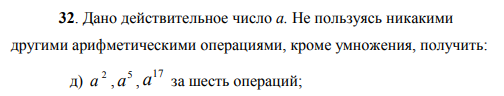 32. Дано действительное число a. Не пользуясь никакими
другими арифметическими операциями, кроме умножения, получить:
д) a², a⁵, a¹⁷ за шесть операций;